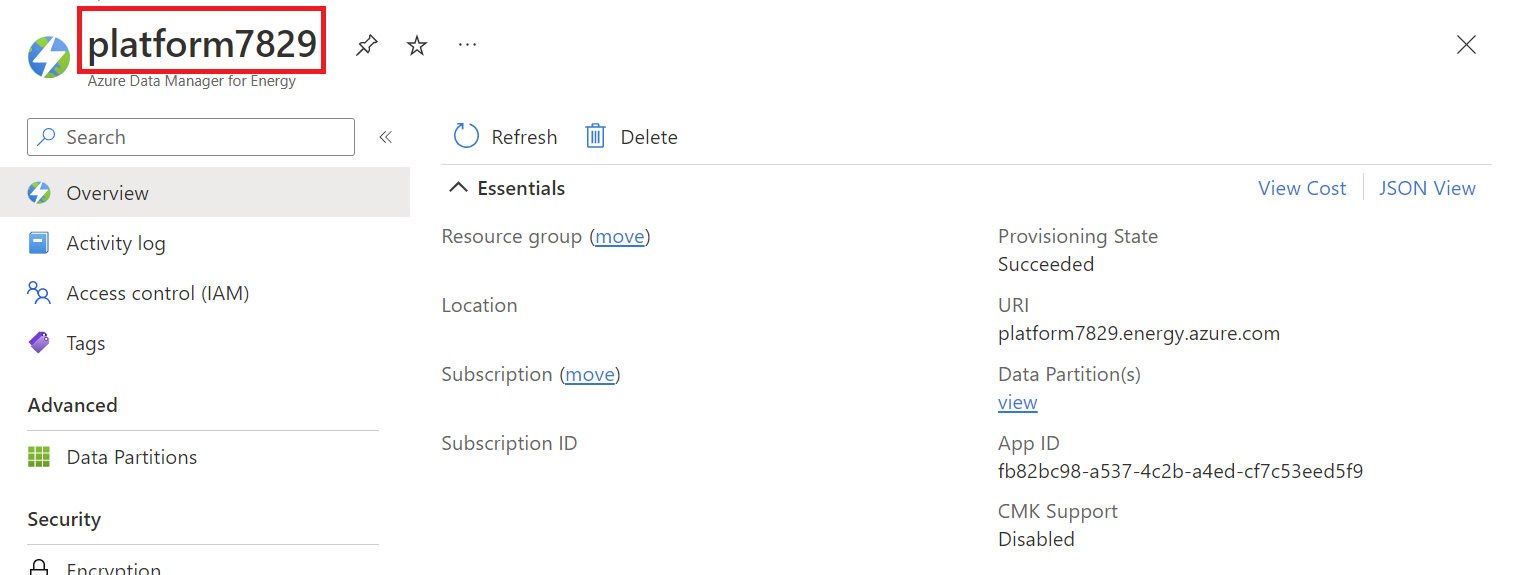 platform7829
...
Azure Data Manager for Energy
Search
«
Overview
Activity log
Access control (IAM)
Tags
Advanced
Data Partitions
Security
Encryption
Refresh
Delete
Essentials
View Cost
JSON View
Resource group (move)
Location
Subscription (move)
Subscription ID
Provisioning State
Succeeded
URI
platform7829.energy.azure.com
Data Partition(s)
view
App ID
fb82bc98-a537-4c2b-a4ed-cf7c53eed5f9
CMK Support
Disabled